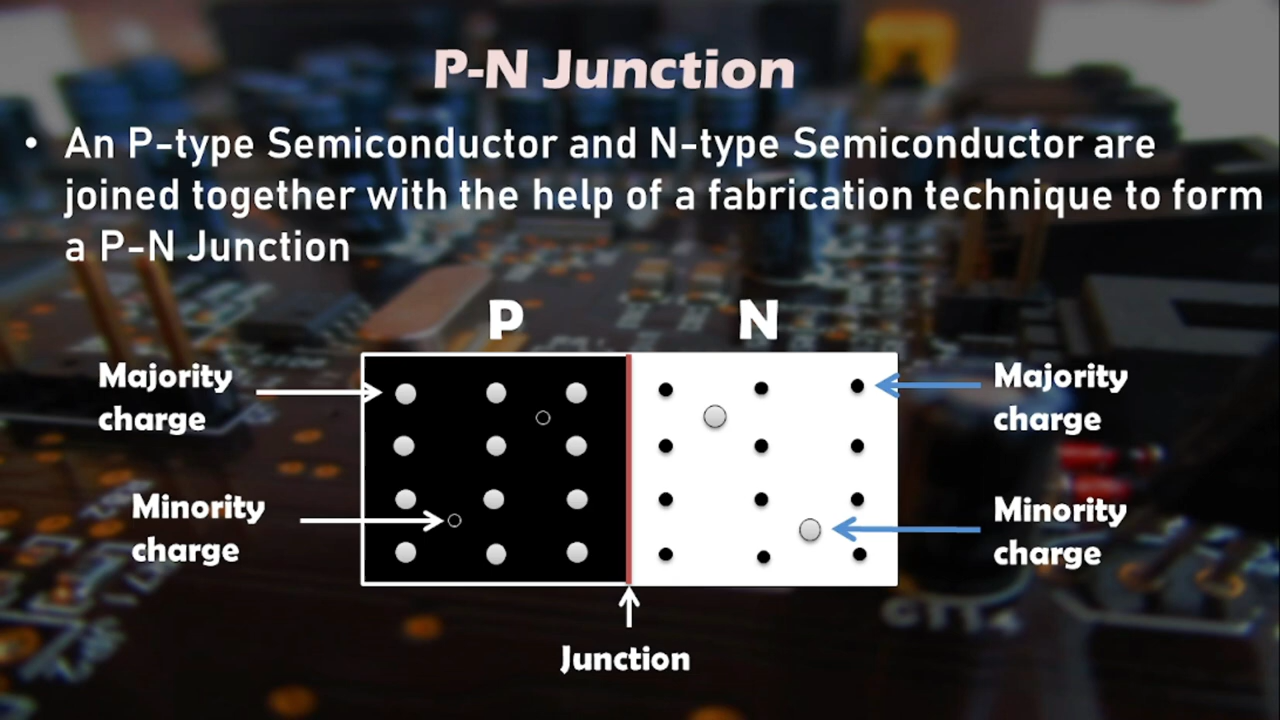 P-N Junction
• An P-type Semiconductor and N-type Semiconductor are
joined together with the help of a fabrication technique to form
a P-N Junction
P
N
Majority
charge
Minority
charge
Majority
charge
Minority
charge
Junction